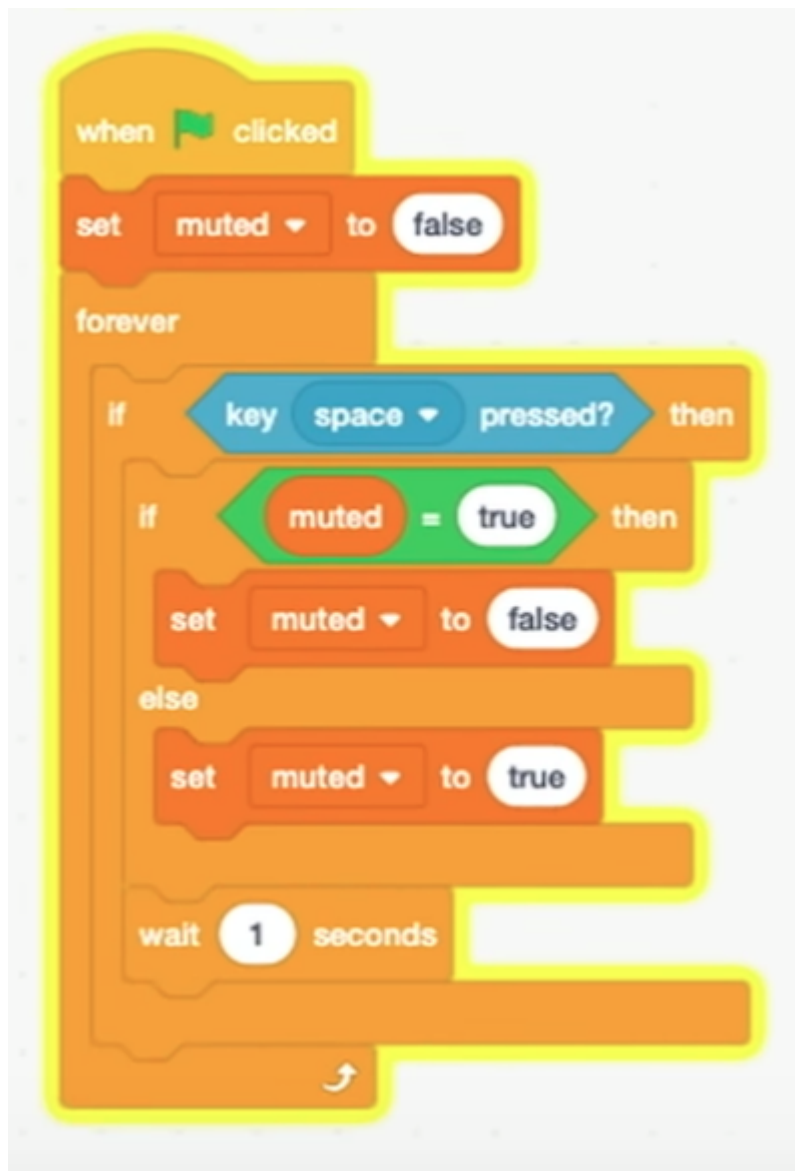 when clicked
set muted to false
forever
if key space pressed? then
if muted = true then
set muted to false
else
set muted to true
wait 1 seconds